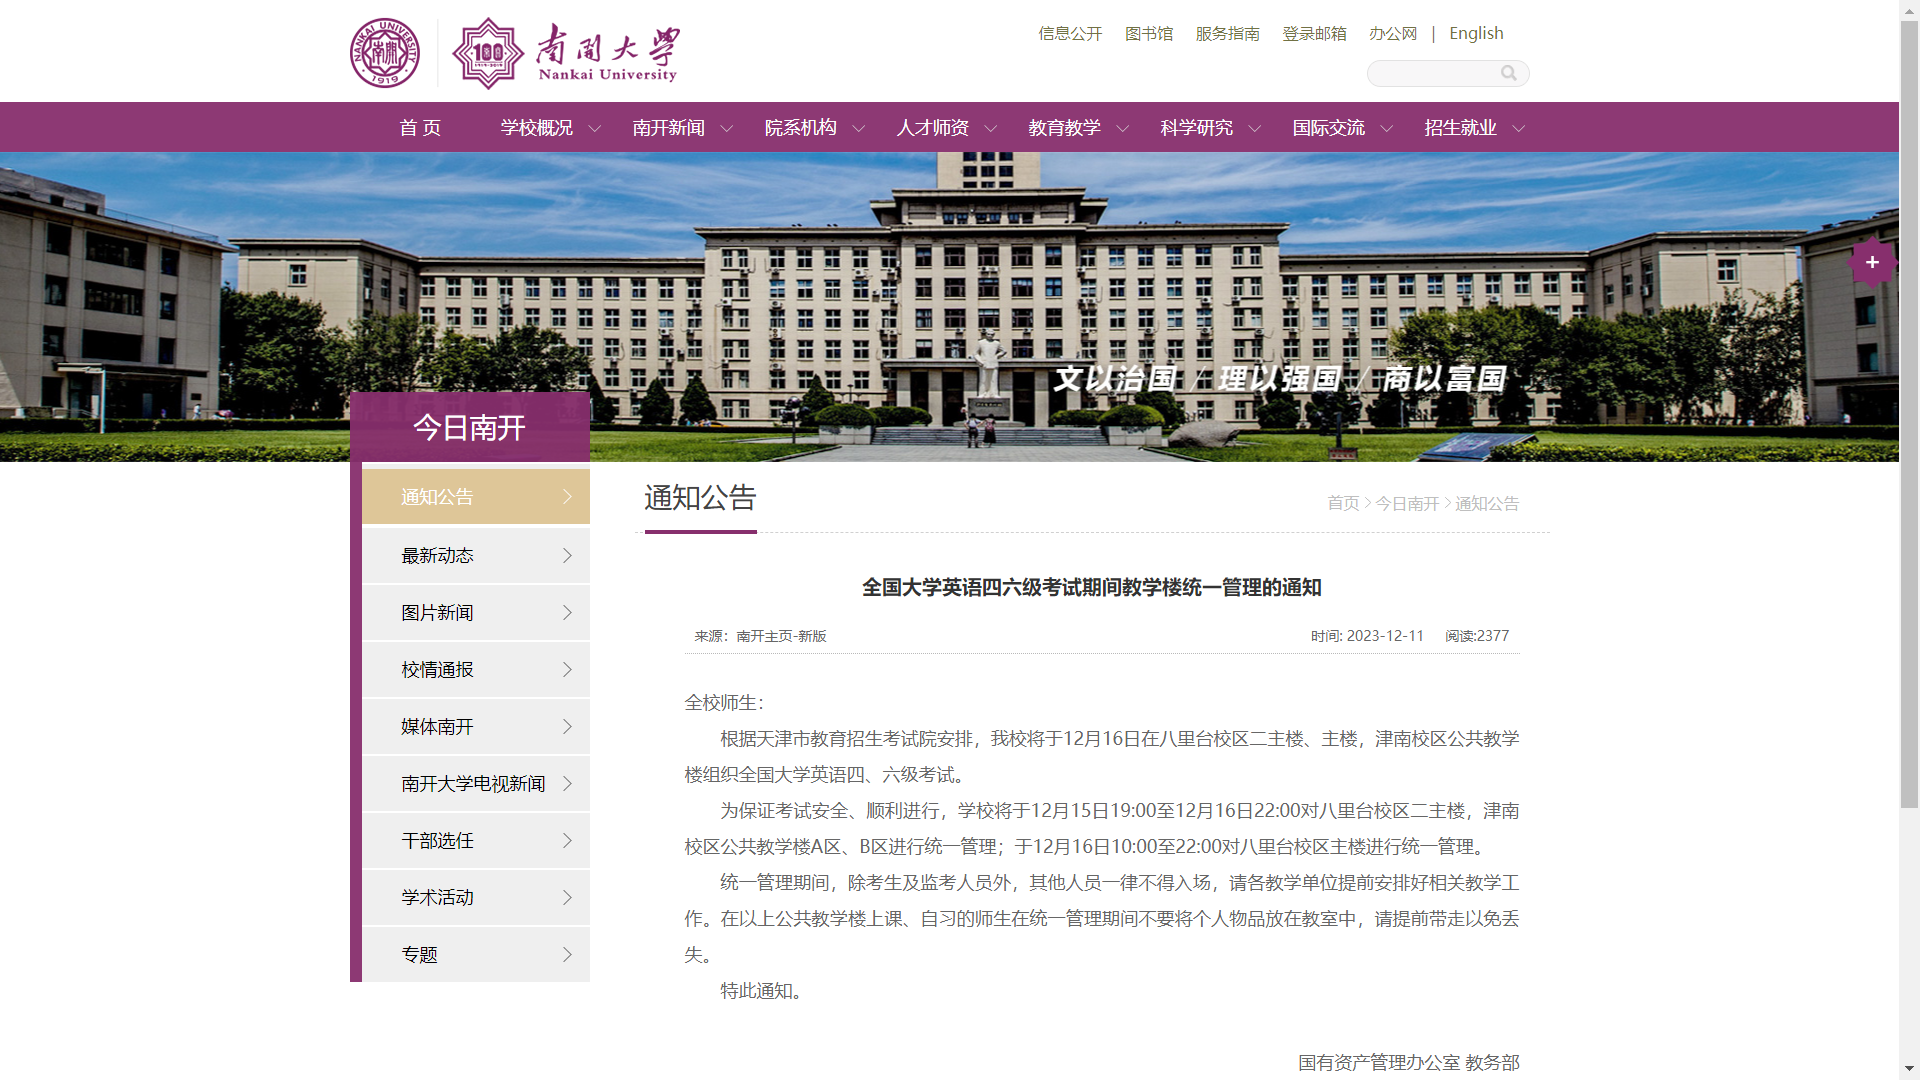 NANKAI UNIVERSITY
1919
100
南开大学
Nankai University
信息公开 图书馆 服务指南 登录邮箱 办公网 | English
首 页 学校概况 南开新闻 院系机构 人才师资 教育教学 科学研究 国际交流 招生就业
+
文以治国 / 理以强国 / 商以富国
今日南开
通知公告
最新动态
图片新闻
校情通报
媒体南开
南开大学电视新闻
干部选任
学术活动
专题
通知公告
首页 > 今日南开 > 通知公告
全国大学英语四六级考试期间教学楼统一管理的通知
来源：南开主页-新版 时间: 2023-12-11 阅读:2377
全校师生：
根据天津市教育招生考试院安排，我校将于12月16日在八里台校区二主楼、主楼，津南校区公共教学
楼组织全国大学英语四、六级考试。
为保证考试安全、顺利进行，学校将于12月15日19:00至12月16日22:00对八里台校区二主楼，津南
校区公共教学楼A区、B区进行统一管理；于12月16日10:00至22:00对八里台校区主楼进行统一管理。
统一管理期间，除考生及监考人员外，其他人员一律不得入场，请各教学单位提前安排好相关教学工
作。在以上公共教学楼上课、自习的师生在统一管理期间不要将个人物品放在教室中，请提前带走以免丢
失。
特此通知。
国有资产管理办公室 教务部